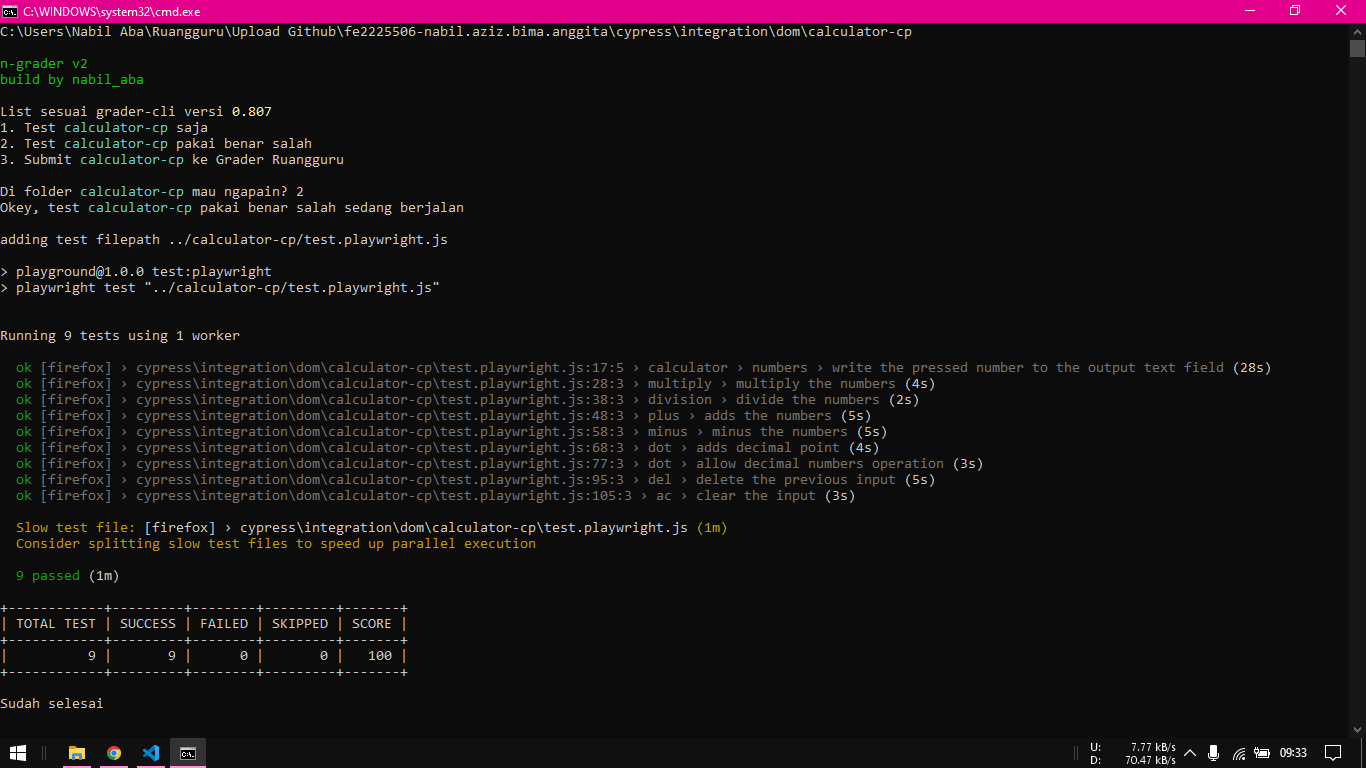 C:\WINDOWS\system32\cmd.exe
C:\Users\Nabil Aba\Ruangguru\Upload Github\fe2225506-nabil.aziz.bima.anggita\cypress\integration\dom\calculator-cp
n-grader v2
build by nabil_aba
List sesuai grader-cli versi 0.807
1. Test calculator-cp saja
2. Test calculator-cp pakai benar salah
3. Submit calculator-cp ke Grader Ruangguru
Di folder calculator-cp mau ngapain? 2
Okey, test calculator-cp pakai benar salah sedang berjalan
adding test filepath ../calculator-cp/test.playwright.js
> playground@1.0.0 test:playwright
> playwright test "../calculator-cp/test.playwright.js"
Running 9 tests using 1 worker
ok [firefox] › cypress\integration\dom\calculator-cp\test.playwright.js:17:5 › calculator › numbers › write the pressed number to the output text field (28s)
ok [firefox] › cypress\integration\dom\calculator-cp\test.playwright.js:28:3 › multiply › multiply the numbers (4s)
ok [firefox] › cypress\integration\dom\calculator-cp\test.playwright.js:38:3 › division › divide the numbers (2s)
ok [firefox] › cypress\integration\dom\calculator-cp\test.playwright.js:48:3 › plus › adds the numbers (5s)
ok [firefox] › cypress\integration\dom\calculator-cp\test.playwright.js:58:3 › minus › minus the numbers (5s)
ok [firefox] › cypress\integration\dom\calculator-cp\test.playwright.js:68:3 › dot › adds decimal point (4s)
ok [firefox] › cypress\integration\dom\calculator-cp\test.playwright.js:77:3 › dot › allow decimal numbers operation (3s)
ok [firefox] › cypress\integration\dom\calculator-cp\test.playwright.js:95:3 › del › delete the previous input (5s)
ok [firefox] › cypress\integration\dom\calculator-cp\test.playwright.js:105:3 › ac › clear the input (3s)
Slow test file: [firefox] › cypress\integration\dom\calculator-cp\test.playwright.js (1m)
Consider splitting slow test files to speed up parallel execution
9 passed (1m)
+------------+---------+--------+---------+-------+
| TOTAL TEST | SUCCESS | FAILED | SKIPPED | SCORE |
+------------+---------+--------+---------+-------+
|          9 |       9 |      0 |       0 |   100 |
+------------+---------+--------+---------+-------+
Sudah selesai
U: 7.77 kB/s
D: 70.47 kB/s
09:33